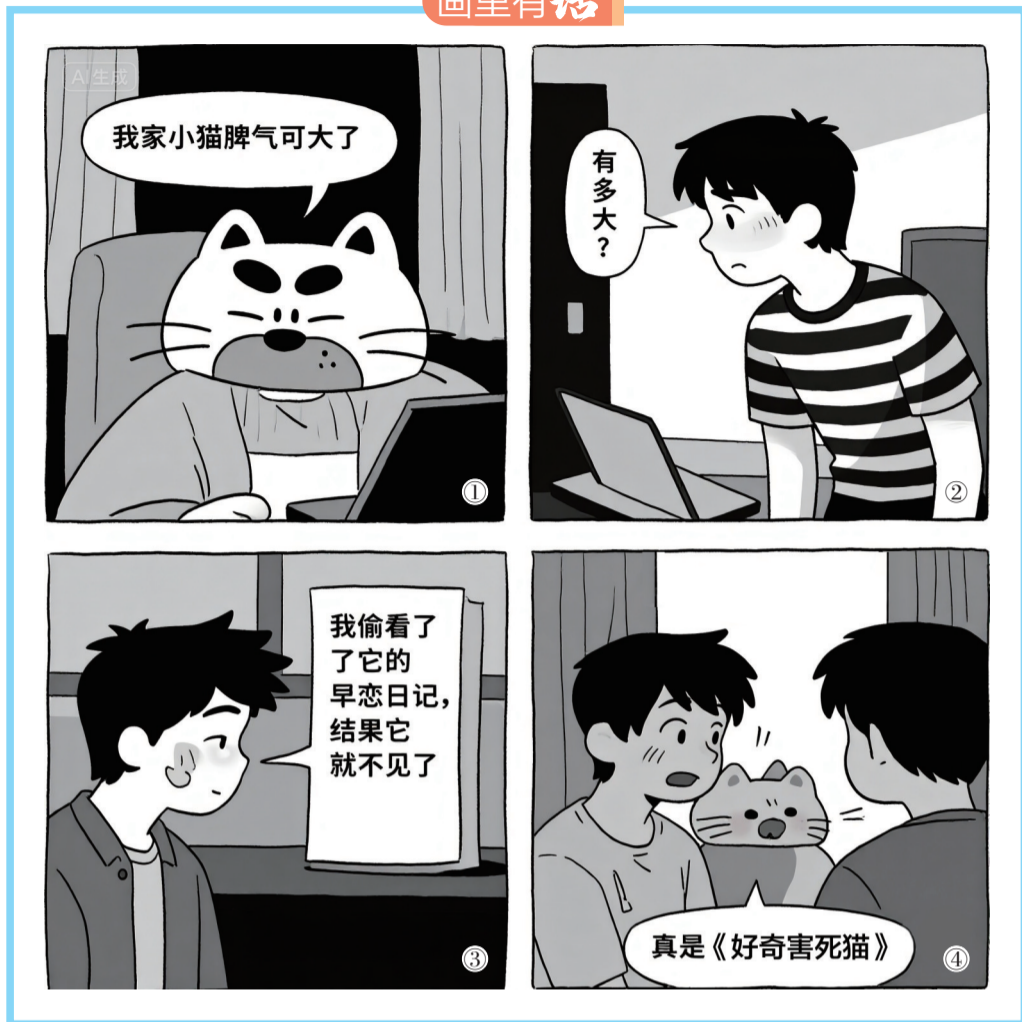 画里有话
AI生成
我家小猫脾气可大了
①
有
多
大
？
②
我偷看了
了它的
早恋日记，
结果它
就不见了
③
真是《好奇害死猫》
④